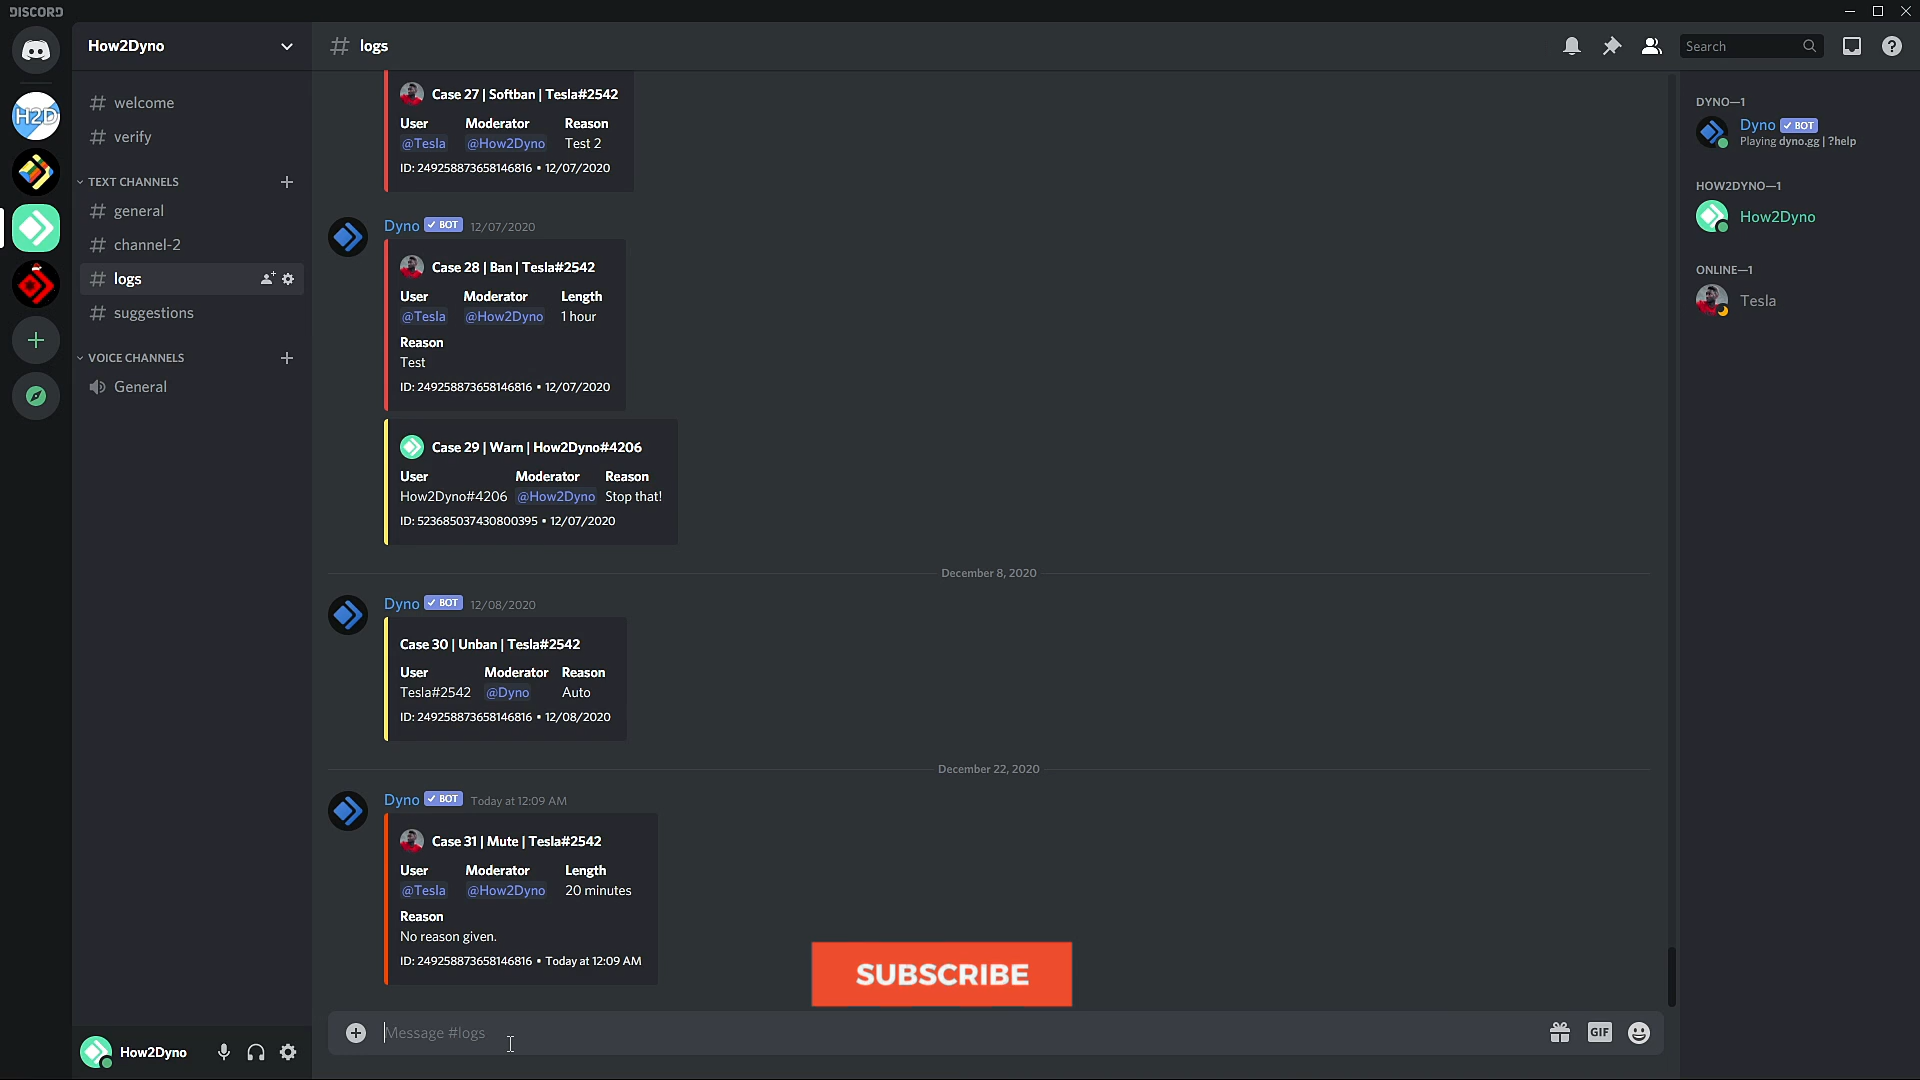 DISCORD
How2Dyno
welcome
verify
TEXT CHANNELS
general
channel-2
logs
suggestions
VOICE CHANNELS
General
How2Dyno
H2D
# logs
Search
Case 27 | Softban | Tesla#2542
User Moderator Reason
@Tesla @How2Dyno Test 2
ID: 249258873658146816 • 12/07/2020
Dyno ✓ BOT 12/07/2020
Case 28 | Ban | Tesla#2542
User Moderator Length
@Tesla @How2Dyno 1 hour
Reason
Test
ID: 249258873658146816 • 12/07/2020
Case 29 | Warn | How2Dyno#4206
User Moderator Reason
How2Dyno#4206 @How2Dyno Stop that!
ID: 523685037430800395 • 12/07/2020
December 8, 2020
Dyno ✓ BOT 12/08/2020
Case 30 | Unban | Tesla#2542
User Moderator Reason
Tesla#2542 @Dyno Auto
ID: 249258873658146816 • 12/08/2020
December 22, 2020
Dyno ✓ BOT Today at 12:09 AM
Case 31 | Mute | Tesla#2542
User Moderator Length
@Tesla @How2Dyno 20 minutes
Reason
No reason given.
ID: 249258873658146816 • Today at 12:09 AM
SUBSCRIBE
Message #logs
GIF
DYNO—1
Dyno ✓ BOT
Playing dyno.gg | ?help
HOW2DYNO—1
How2Dyno
ONLINE—1
Tesla